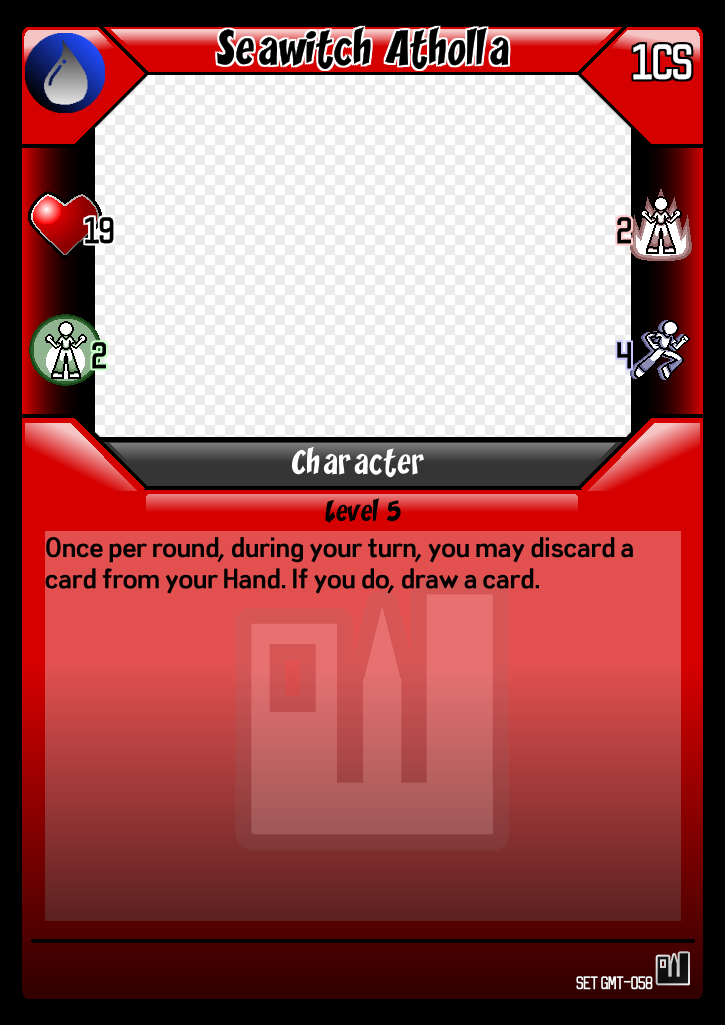 Seawitch Atholla
1CS
19
2
2
4
Character
Level 5
Once per round, during your turn, you may discard a
card from your Hand. If you do, draw a card.
SET GMT-058